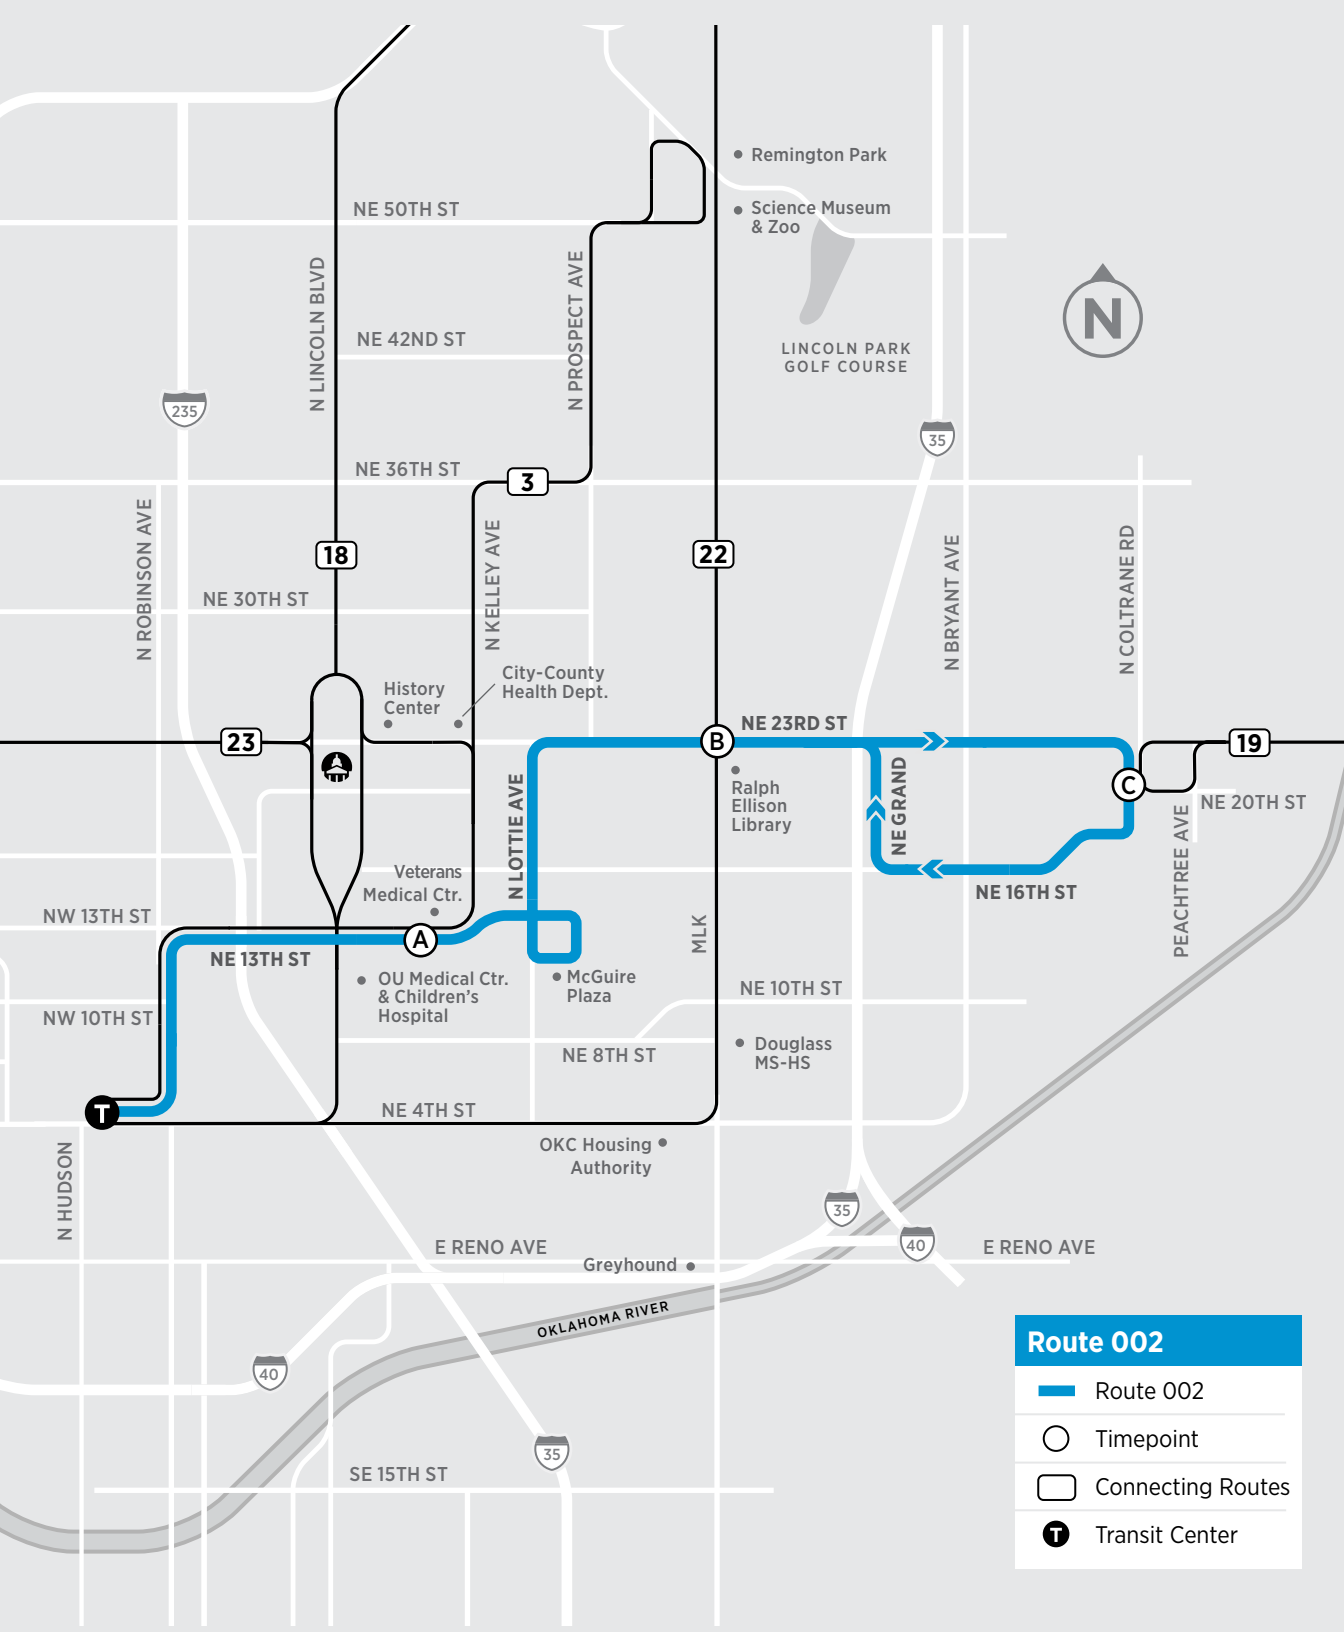 Remington Park
NE 50TH ST
Science Museum
& Zoo
N LINCOLN BLVD
N PROSPECT AVE
N
NE 42ND ST
LINCOLN PARK
GOLF COURSE
235
35
NE 36TH ST
3
N ROBINSON AVE
18
N KELLEY AVE
22
N BRYANT AVE
N COLTRANE RD
NE 30TH ST
City-County
Health Dept.
History
Center
23
B
NE 23RD ST
19
C
Ralph
Ellison
Library
NE GRAND
NE 20TH ST
N LOTTIE AVE
PEACHTREE AVE
Veterans
Medical Ctr.
NE 16TH ST
NW 13TH ST
MLK
A
NE 13TH ST
OU Medical Ctr.
& Children's
Hospital
McGuire
Plaza
NE 10TH ST
NW 10TH ST
NE 8TH ST
Douglass
MS-HS
T
NE 4TH ST
OKC Housing
Authority
N HUDSON
35
E RENO AVE
40
E RENO AVE
Greyhound
OKLAHOMA RIVER
40
35
SE 15TH ST
Route 002
Route 002
Timepoint
Connecting Routes
T
Transit Center